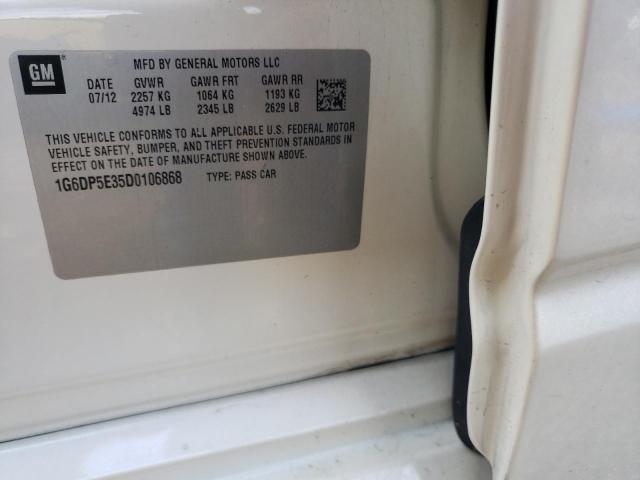 GM
MFD BY GENERAL MOTORS LLC
DATE GVWR GAWR FRT GAWR RR
07/12 2257 KG 1064 KG 1193 KG
4974 LB 2345 LB 2629 LB
THIS VEHICLE CONFORMS TO ALL APPLICABLE U.S. FEDERAL MOTOR
VEHICLE SAFETY, BUMPER, AND THEFT PREVENTION STANDARDS IN
EFFECT ON THE DATE OF MANUFACTURE SHOWN ABOVE.
1G6DP5E35D0106868 TYPE: PASS CAR